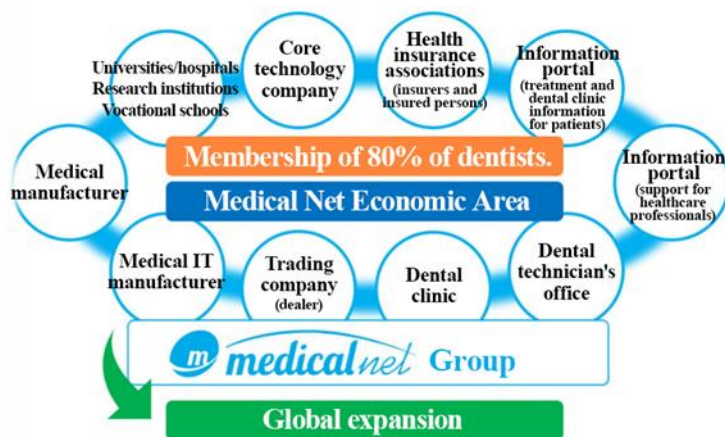 Universities/hospitals
Research institutions
Vocational schools
Core
technology
company
Health
insurance
associations
(insurers and
insured persons)
Information
portal
(treatment and
dental clinic
information
for patients)
Membership of 80% of dentists.
Medical Net Economic Area
Medical
manufacturer
Information
portal
(support for
healthcare
professionals)
Medical IT
manufacturer
Trading
company
(dealer)
Dental
clinic
Dental
technician's
office
m medicalnet Group
Global expansion